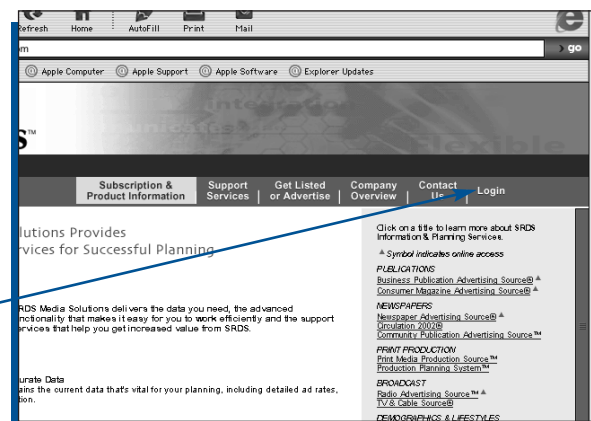 Refresh Home AutoFill Print Mail
om
go
@ Apple Computer @ Apple Support @ Apple Software @ Explorer Updates
integration
Flexible
S™
Subscription & Product Information
Support Services
Get Listed or Advertise
Company Overview
Contact Us
Login
lutions Provides
rvices for Successful Planning
RDS Media Solutions delivers the data you need, the advanced
nctionality that makes it easy for you to work efficiently and the support
ervices that help you get increased value from SRDS.
urate Data
ains the current data that's vital for your planning, including detailed ad rates,
tion.
Click on a title to learn more about SRDS
Information & Planning Services.
▲ Symbol indicates online access
PUBLICATIONS
Business Publication Advertising Source® ▲
Consumer Magazine Advertising Source® ▲
NEWSPAPERS
Newspaper Advertising Source® ▲
Circulation 2002®
Community Publication Advertising Source™
PRINT PRODUCTION
Print Media Production Source™
Production Planning System™
BROADCAST
Radio Advertising Source™ ▲
TV & Cable Source®
DEMOGRAPHICS & LIFESTYLES